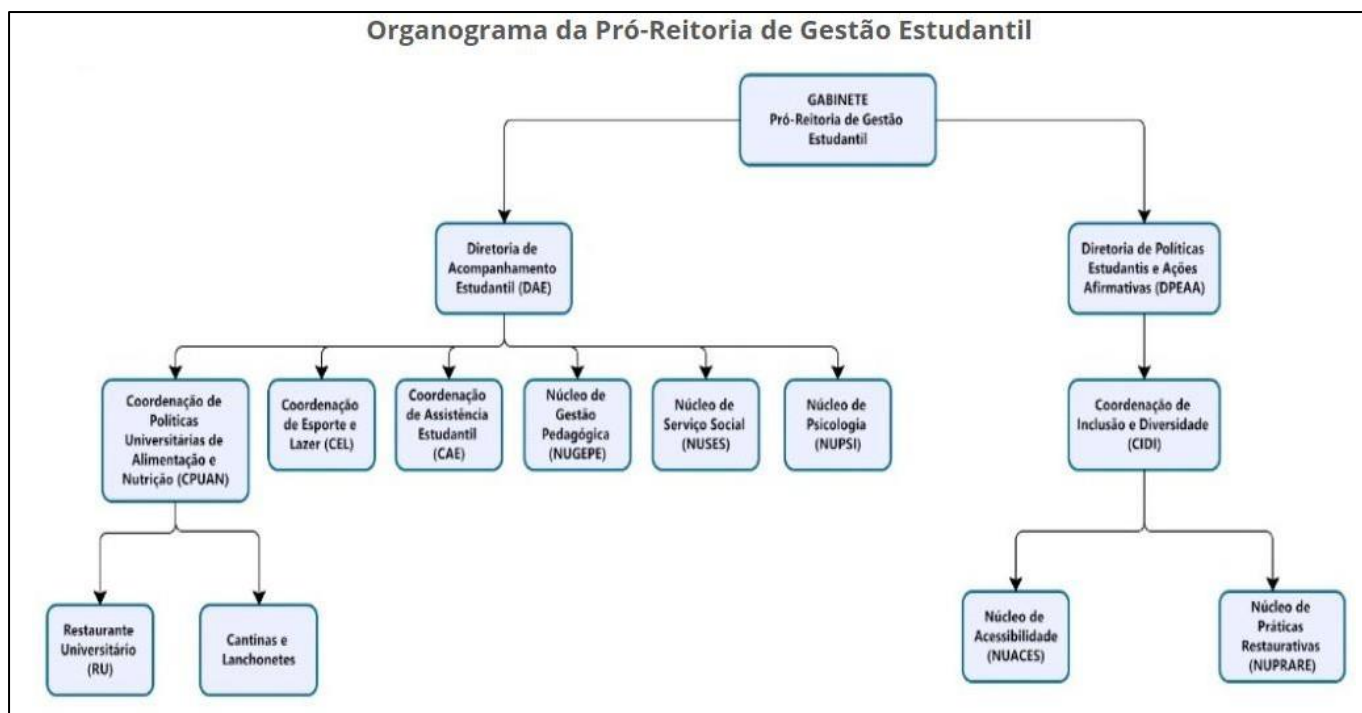 Organograma da Pró-Reitoria de Gestão Estudantil
GABINETE
Pró-Reitoria de Gestão
Estudantil
Diretoria de
Acompanhamento
Estudantil (DAE)
Diretoria de Políticas
Estudantis e Ações
Afirmativas (DPEAA)
Coordenação de
Políticas
Universitárias de
Alimentação e
Nutrição (CPUAN)
Coordenação
de Esporte e
Lazer (CEL)
Coordenação
de Assistência
Estudantil
(CAE)
Núcleo de
Gestão
Pedagógica
(NUGEPE)
Núcleo de
Serviço Social
(NUSES)
Núcleo de
Psicologia
(NUPSI)
Coordenação de
Inclusão e Diversidade
(CIDI)
Restaurante
Universitário
(RU)
Cantinas e
Lanchonetes
Núcleo de
Acessibilidade
(NUACES)
Núcleo de
Práticas
Restaurativas
(NUPRARE)